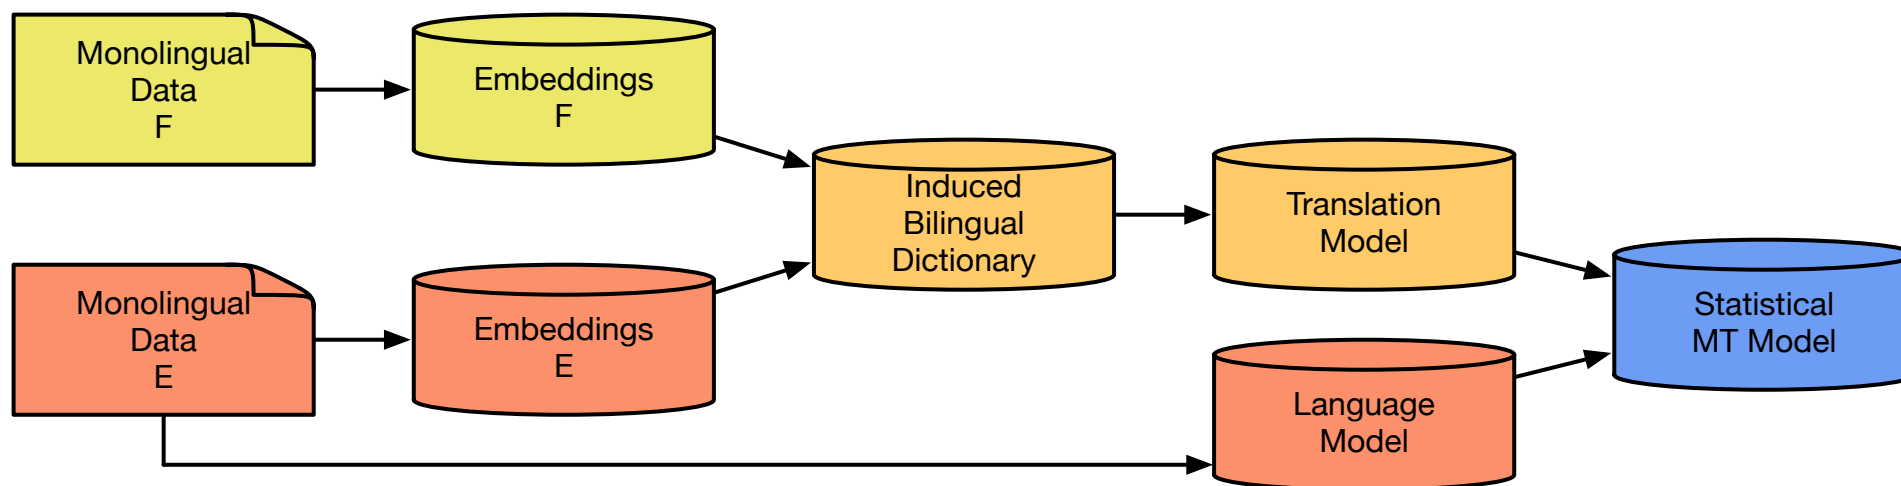 Monolingual
Data
F
Embeddings
F
Induced
Bilingual
Dictionary
Translation
Model
Monolingual
Data
E
Embeddings
E
Language
Model
Statistical
MT Model